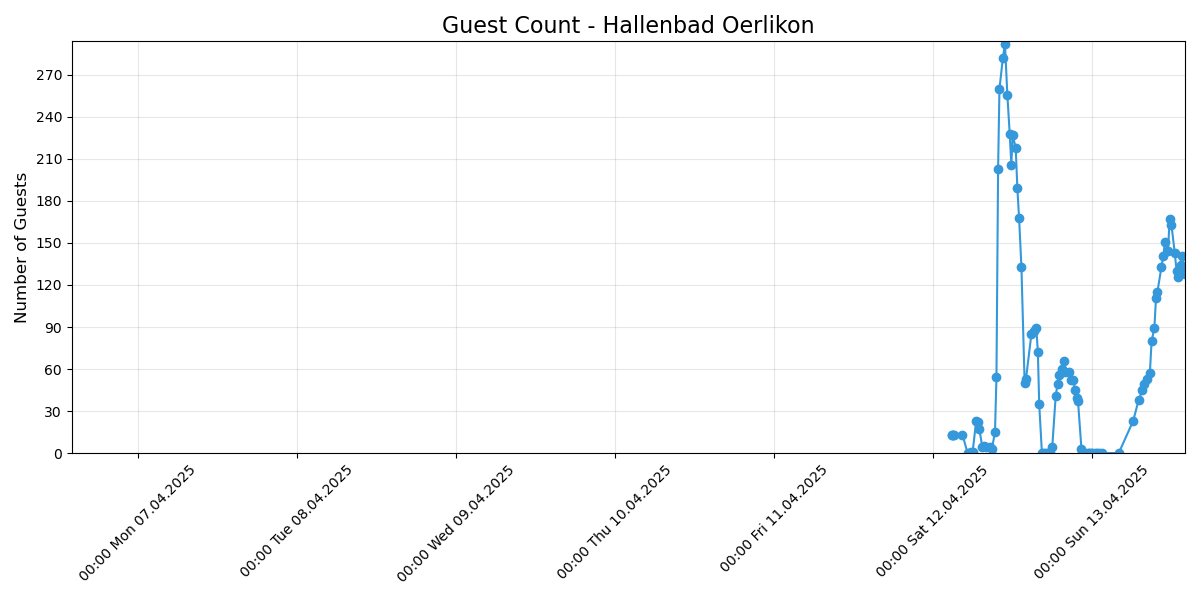 Guest Count - Hallenbad Oerlikon
Number of Guests
270
240
210
180
150
120
90
60
30
0
00:00 Mon 07.04.2025
00:00 Tue 08.04.2025
00:00 Wed 09.04.2025
00:00 Thu 10.04.2025
00:00 Fri 11.04.2025
00:00 Sat 12.04.2025
00:00 Sun 13.04.2025